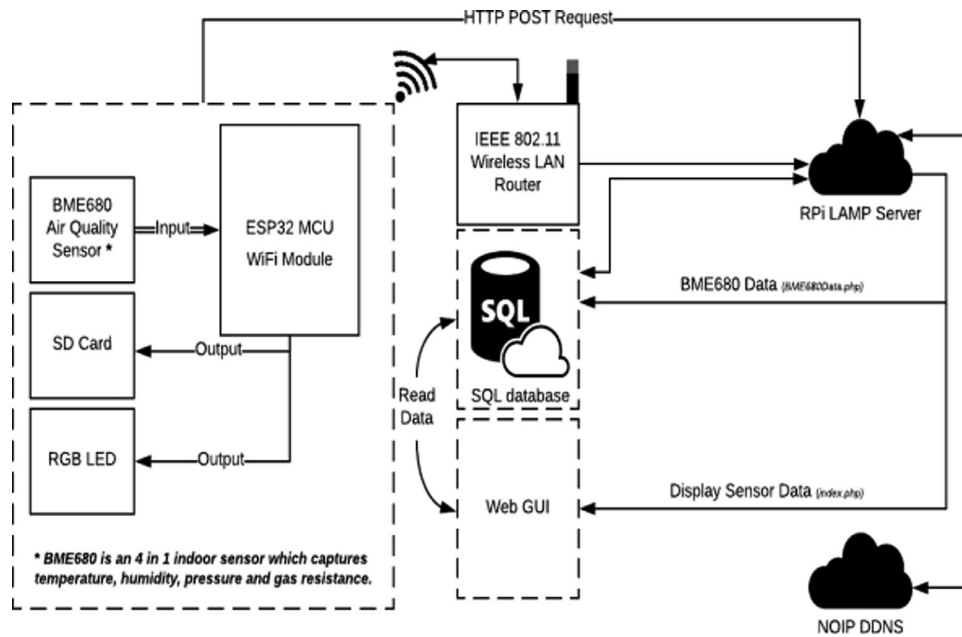 HTTP POST Request
IEEE 802.11
Wireless LAN
Router
BME680
Air Quality
Sensor *
Input
ESP32 MCU
WiFi Module
RPi LAMP Server
SD Card
Output
SQL
SQL database
BME680 Data (BME680Data.php)
Read
Data
RGB LED
Output
Web GUI
Display Sensor Data (index.php)
* BME680 is an 4 in 1 indoor sensor which captures
temperature, humidity, pressure and gas resistance.
NOIP DDNS